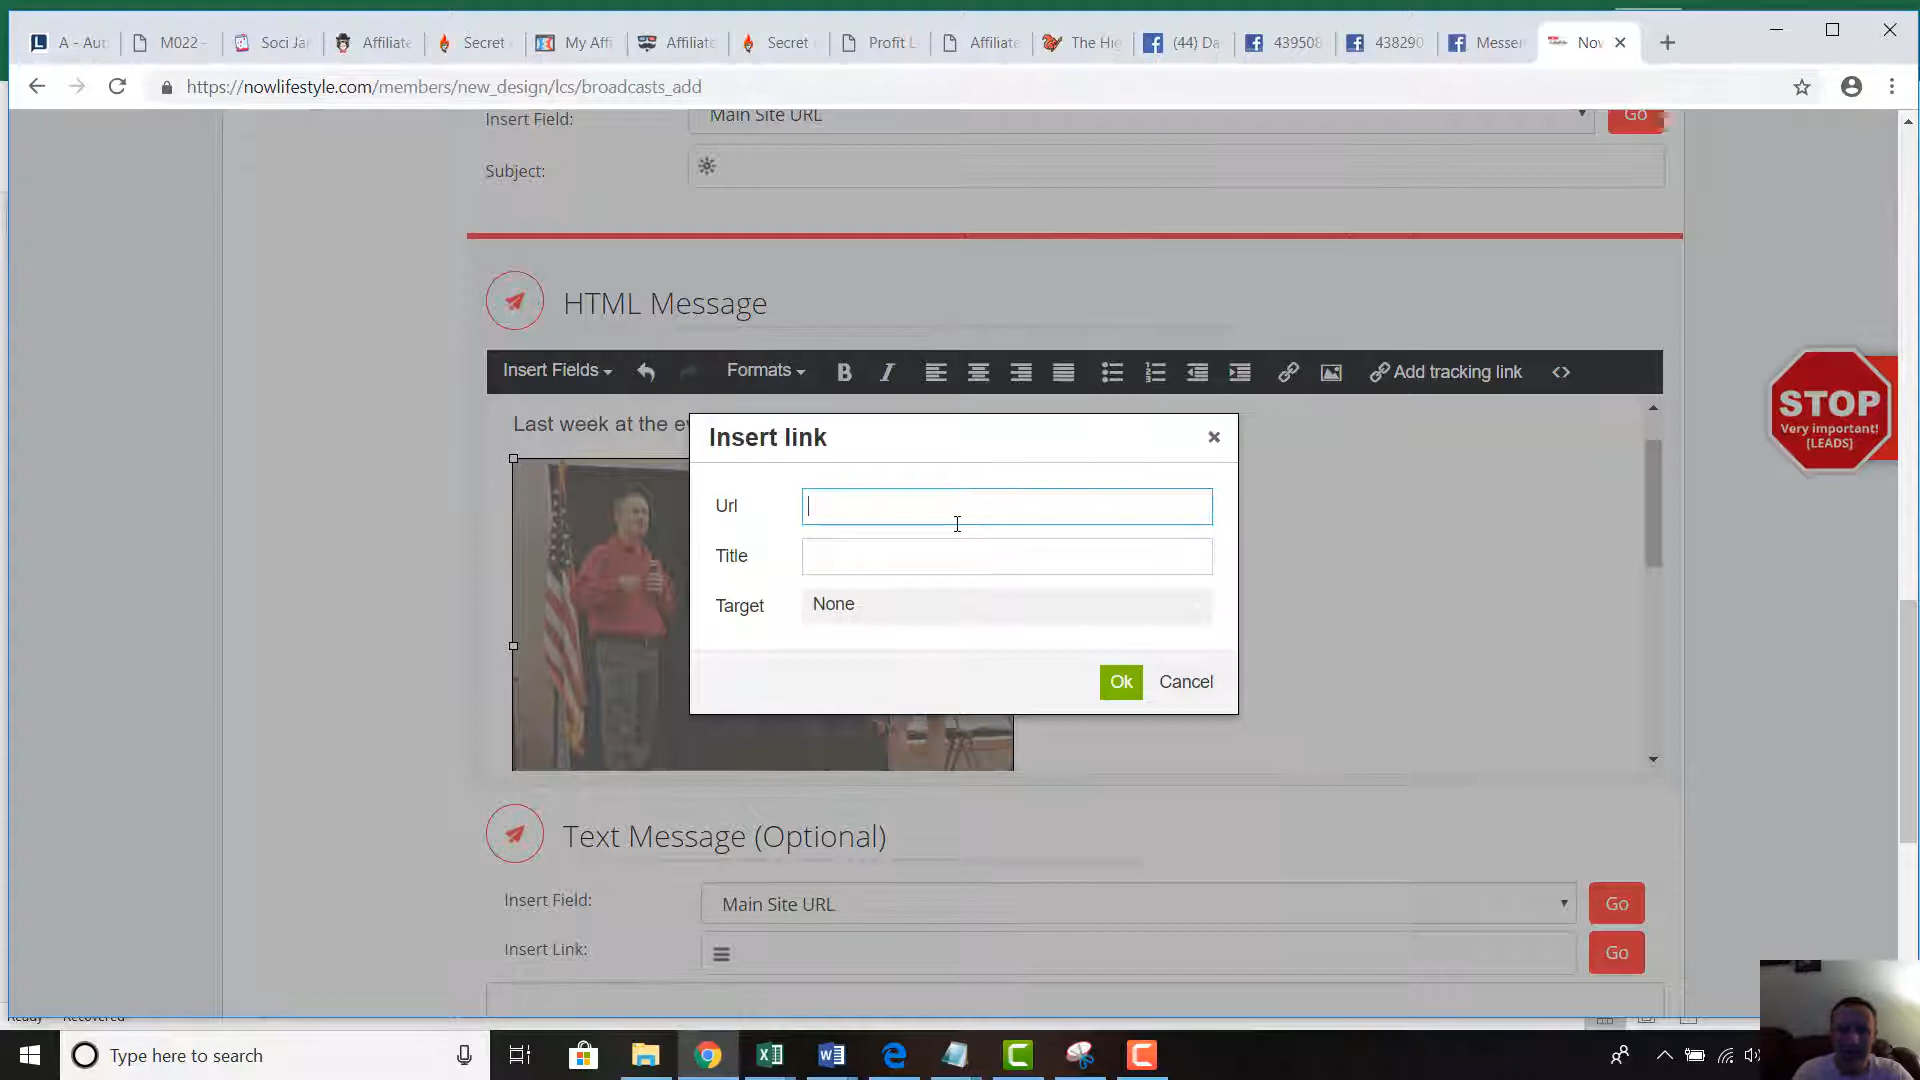 A - Aut
M022 -
Soci Ja
Affiliate
Secret
My Affi
Affiliate
Secret
Profit L
Affiliate
The Hi
(44) Da
439508
438290
Messen
Nov
https://nowlifestyle.com/members/new_design/lcs/broadcasts_add
Insert Field:
Main Site URL
Go
Subject:
HTML Message
Insert Fields
Formats
Add tracking link
Last week at the ev
Insert link
Url
Title
Target
None
Ok
Cancel
STOP
Very important!
[LEADS]
Text Message (Optional)
Insert Field:
Main Site URL
Go
Insert Link:
Go
Ready
Recovered
Type here to search